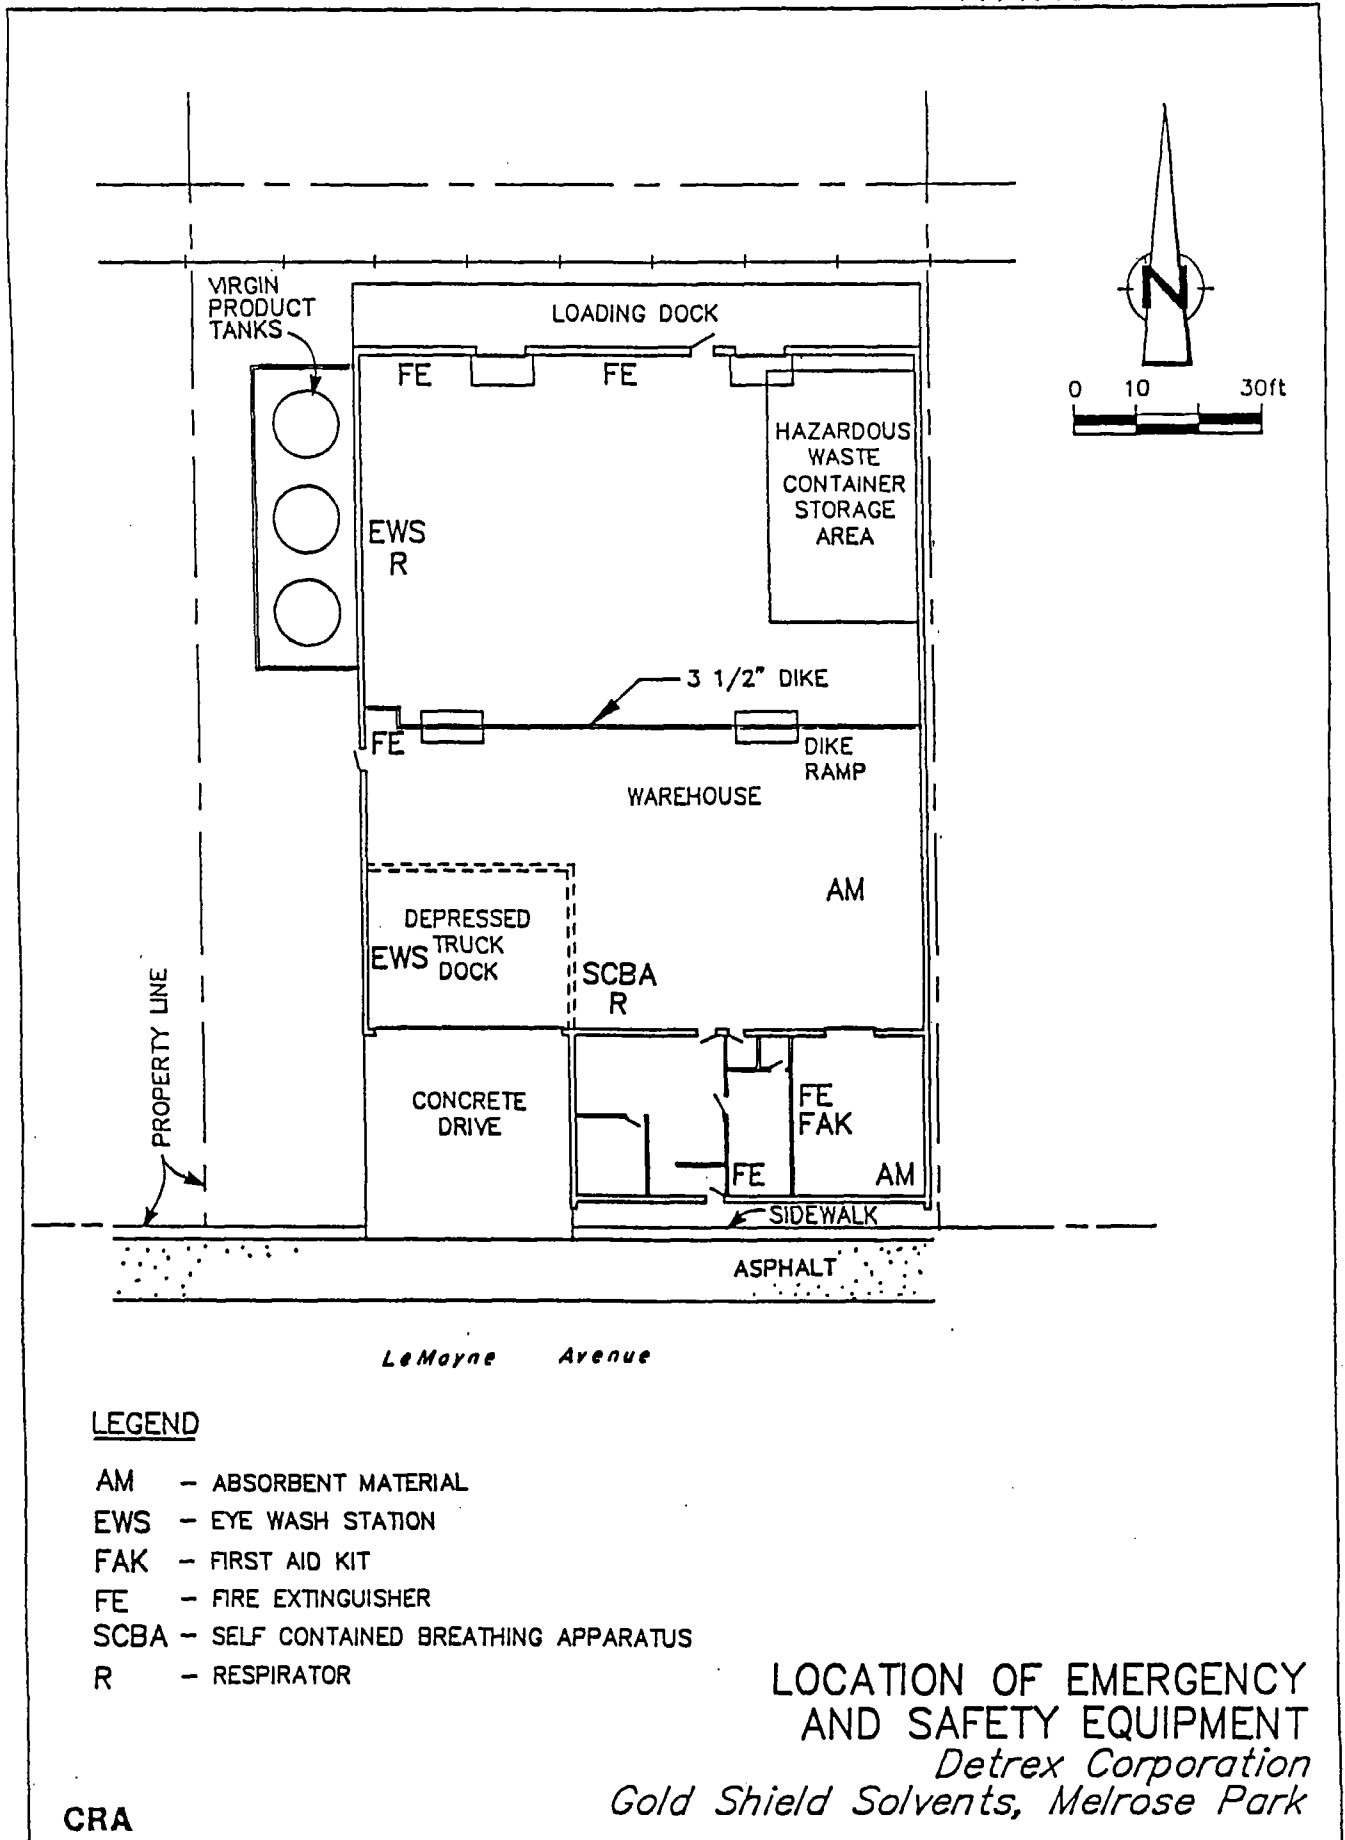 VIRGIN
PRODUCT
TANKS
LOADING DOCK
N
FE
FE
0 10 30ft
HAZARDOUS
WASTE
CONTAINER
STORAGE
AREA
EWS
R
3 1/2" DIKE
FE
DIKE
RAMP
WAREHOUSE
AM
DEPRESSED
TRUCK
DOCK
EWS
SCBA
R
PROPERTY LINE
CONCRETE
DRIVE
FE
FAK
FE
AM
SIDEWALK
ASPHALT
LeMoyne Avenue
LEGEND
AM - ABSORBENT MATERIAL
EWS - EYE WASH STATION
FAK - FIRST AID KIT
FE - FIRE EXTINGUISHER
SCBA - SELF CONTAINED BREATHING APPARATUS
R - RESPIRATOR
LOCATION OF EMERGENCY
AND SAFETY EQUIPMENT
Detrex Corporation
Gold Shield Solvents, Melrose Park
CRA